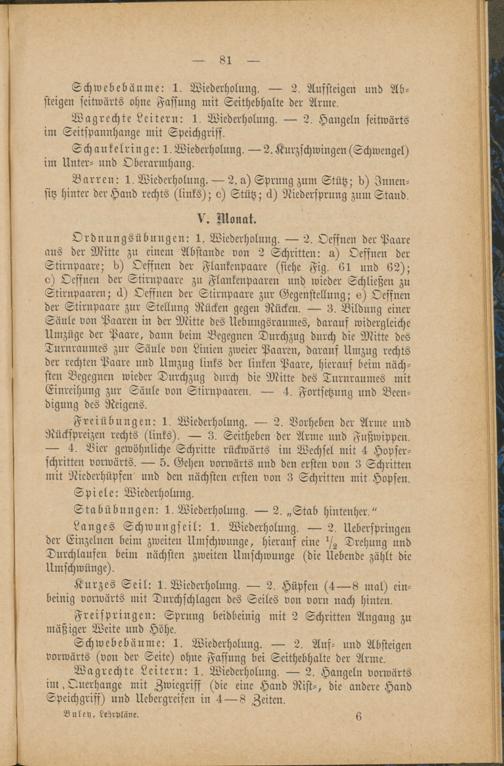 — 81 —
Schwebebäume: 1. Wiederholung. — 2. Aufsteigen und Ab-
steigen seitwärts ohne Fassung mit Seithebhalte der Arme.
Wagrechte Leitern: 1. Wiederholung. — 2. Hangeln seitwärts
im Seitspannhange mit Speichgriff.
Schaukelringe: 1. Wiederholung. — 2. Kurzschwingen (Schwengel)
im Unter- und Oberarmhang.
Barren: 1. Wiederholung. — 2. a) Sprung zum Stütz; b) Innen-
sitz hinter der Hand rechts (links); c) Stütz; d) Niedersprung zum Stand.
V. Monat.
Ordnungsübungen: 1. Wiederholung. — 2. Oeffnen der Paare
aus der Mitte zu einem Abstande von 2 Schritten: a) Oeffnen der
Stirnpaare; b) Oeffnen der Flankenpaare (siehe Fig. 61 und 62);
c) Oeffnen der Stirnpaare zu Flankenpaaren und wieder Schließen zu
Stirnpaaren; d) Oeffnen der Stirnpaare zur Gegenstellung; e) Oeffnen
der Stirnpaare zur Stellung Rücken gegen Rücken. — 3. Bildung einer
Säule von Paaren in der Mitte des Uebungsraumes, darauf widergleiche
Umzüge der Paare, dann beim Begegnen Durchzug durch die Mitte des
Turnraumes zur Säule von Linien zweier Paaren, darauf Umzug rechts
der rechten Paare und Umzug links der linken Paare, hierauf beim näch-
sten Begegnen wieder Durchzug durch die Mitte des Turnraumes mit
Einreihung zur Säule von Stirnpaaren. — 4. Fortsetzung und Been-
digung des Reigens.
Freiübungen: 1. Wiederholung. — 2. Vorheben der Arme und
Rückspreizen rechts (links). — 3. Seitheben der Arme und Fußwippen.
— 4. Vier gewöhnliche Schritte rückwärts im Wechsel mit 4 Hopser-
schritten vorwärts. — 5. Gehen vorwärts und den ersten von 3 Schritten
mit Niederhüpfen und den nächsten ersten von 3 Schritten mit Hopsen.
Spiele: Wiederholung.
Stabübungen: 1. Wiederholung. — 2. „Stab hintenher."
Langes Schwungseil: 1. Wiederholung. — 2. Ueberspringen
der Einzelnen beim zweiten Umschwunge, hierauf eine 1/2 Drehung und
Durchlaufen beim nächsten zweiten Umschwunge (die Uebende zählt die
Umschwünge).
Kurzes Seil: 1. Wiederholung. — 2. Hüpfen (4—8 mal) ein-
beinig vorwärts mit Durchschlagen des Seiles von vorn nach hinten.
Freispringen: Sprung beidbeinig mit 2 Schritten Angang zu
mäßiger Weite und Höhe.
Schwebebäume: 1. Wiederholung. — 2. Auf- und Absteigen
vorwärts (von der Seite) ohne Fassung bei Seithebhalte der Arme.
Wagrechte Leitern: 1. Wiederholung. — 2. Hangeln vorwärts
im Querhange mit Zwiegriff (die eine Hand Rist-, die andere Hand
Speichgriff) und Uebergreifen in 4—8 Zeiten.
Buley, Lehrpläne. 6